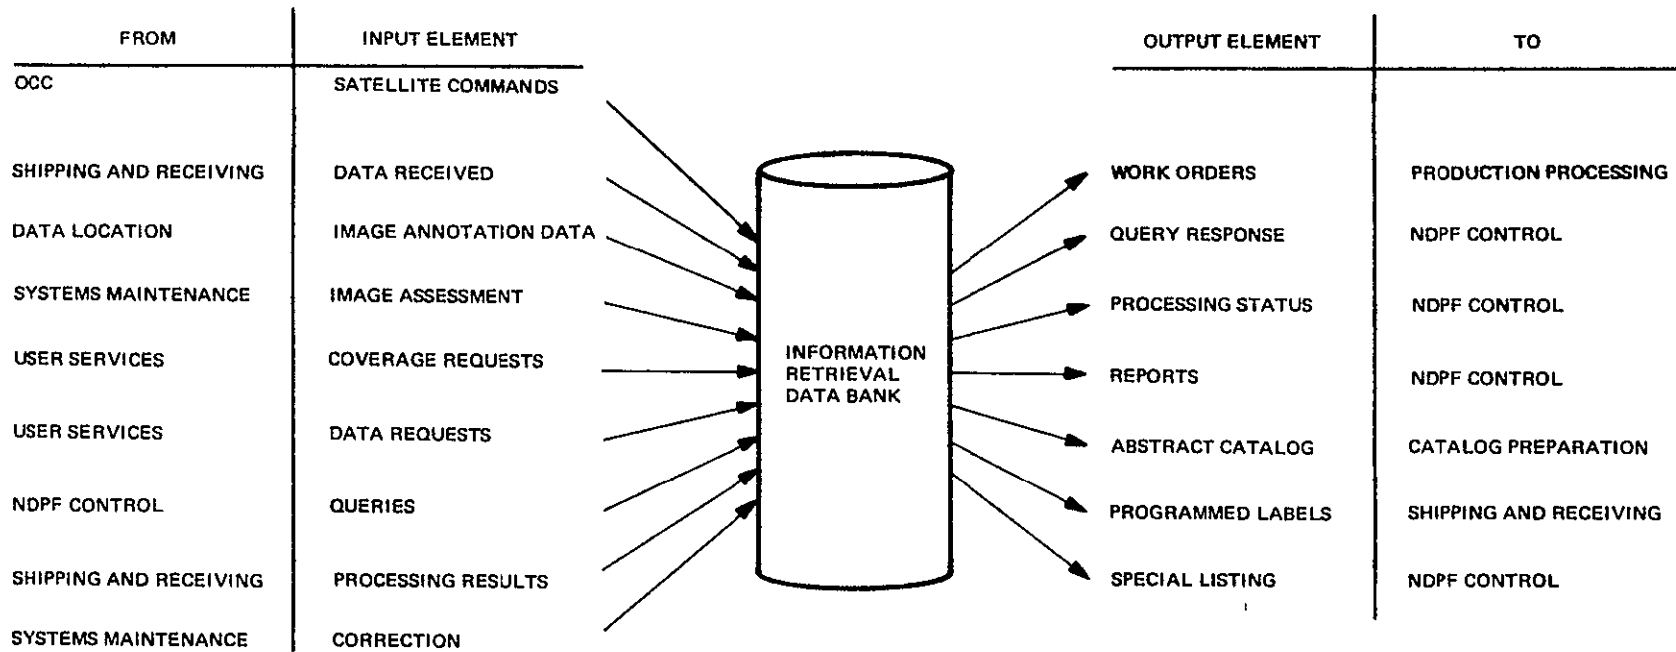 FROM INPUT ELEMENT OUTPUT ELEMENT TO
OCC SATELLITE COMMANDS
SHIPPING AND RECEIVING DATA RECEIVED WORK ORDERS PRODUCTION PROCESSING
DATA LOCATION IMAGE ANNOTATION DATA QUERY RESPONSE NDPF CONTROL
SYSTEMS MAINTENANCE IMAGE ASSESSMENT PROCESSING STATUS NDPF CONTROL
INFORMATION
RETRIEVAL
DATA BANK
USER SERVICES COVERAGE REQUESTS REPORTS NDPF CONTROL
USER SERVICES DATA REQUESTS ABSTRACT CATALOG CATALOG PREPARATION
NDPF CONTROL QUERIES PROGRAMMED LABELS SHIPPING AND RECEIVING
SHIPPING AND RECEIVING PROCESSING RESULTS SPECIAL LISTING NDPF CONTROL
SYSTEMS MAINTENANCE CORRECTION